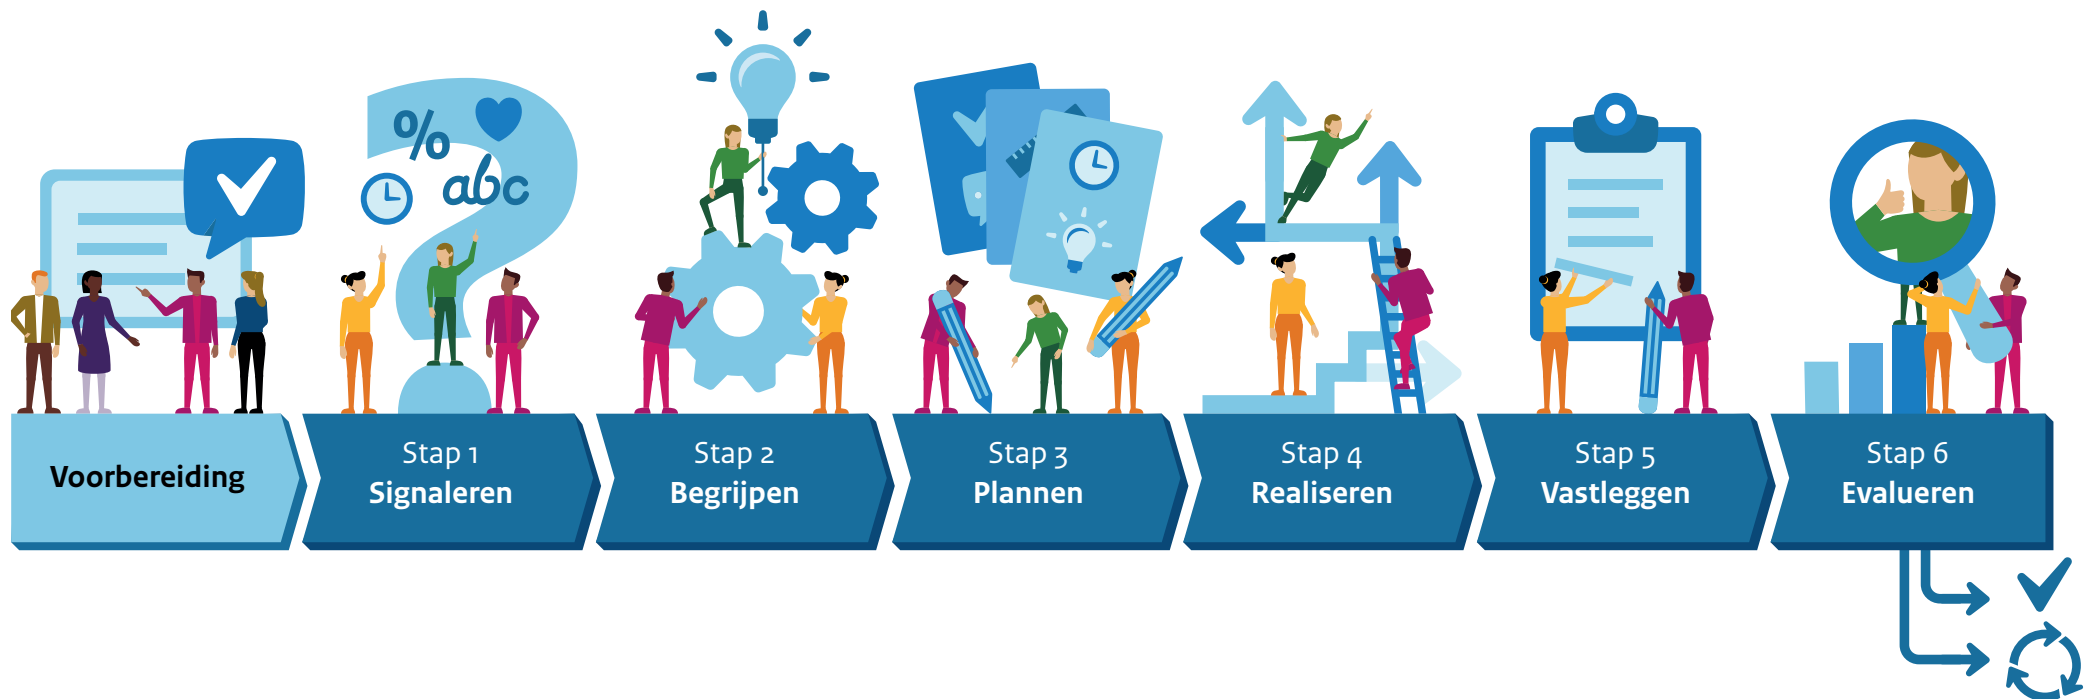 %
abc
Voorbereiding
Stap 1
Signaleren
Stap 2
Begrijpen
Stap 3
Plannen
Stap 4
Realiseren
Stap 5
Vastleggen
Stap 6
Evalueren